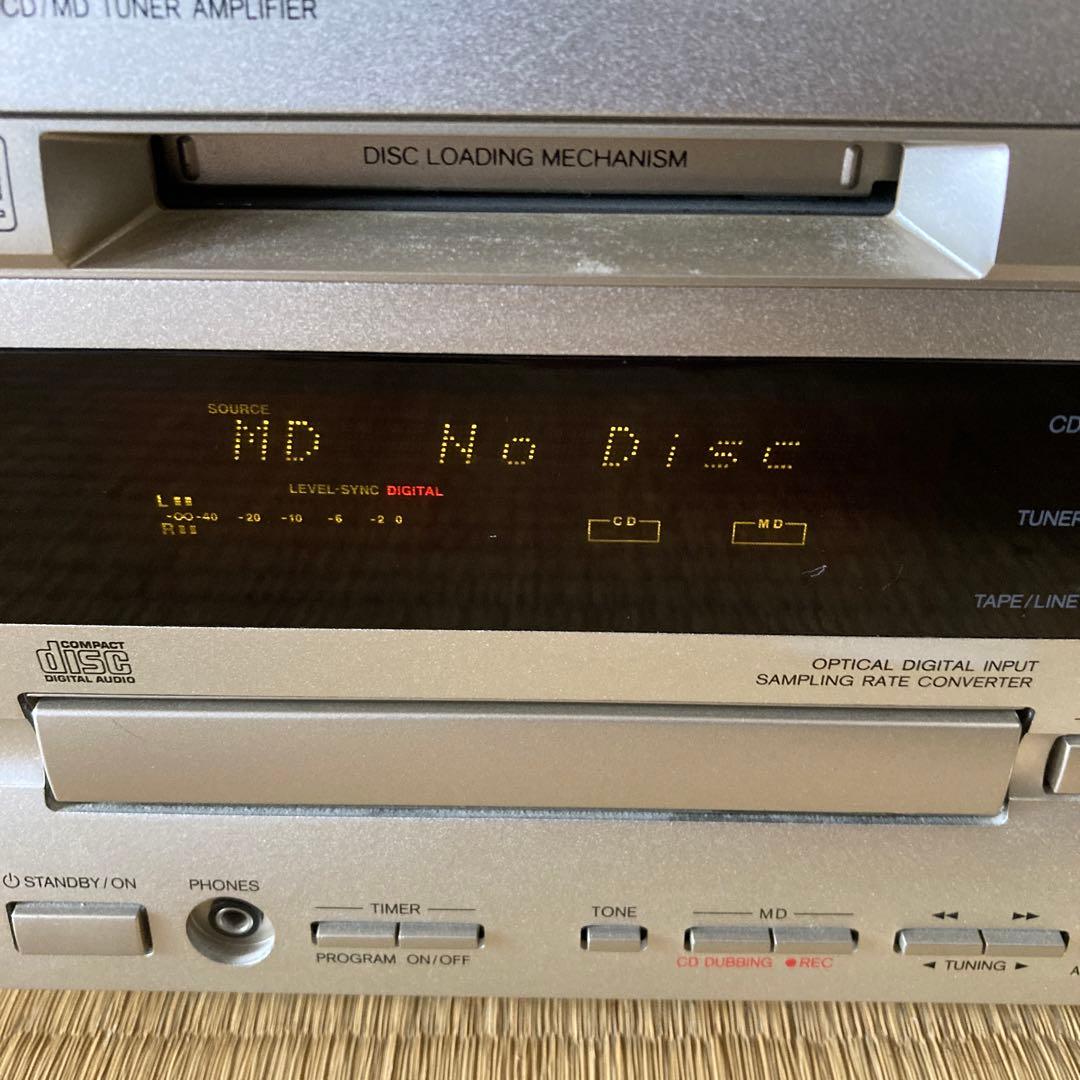 CD/MD TUNER AMPLIFIER
DISC LOADING MECHANISM
SOURCE
MD No Disc
LEVEL-SYNC DIGITAL
L
-∞ -40 -20 -10 -6 -2 0
R
CD MD
CD
TUNER
TAPE/LINE
COMPACT
disc
DIGITAL AUDIO
OPTICAL DIGITAL INPUT
SAMPLING RATE CONVERTER
STANDBY/ON
PHONES
TIMER
PROGRAM ON/OFF
TONE
MD
CD DUBBING ●REC
◄◄ ►►
◄ TUNING ►